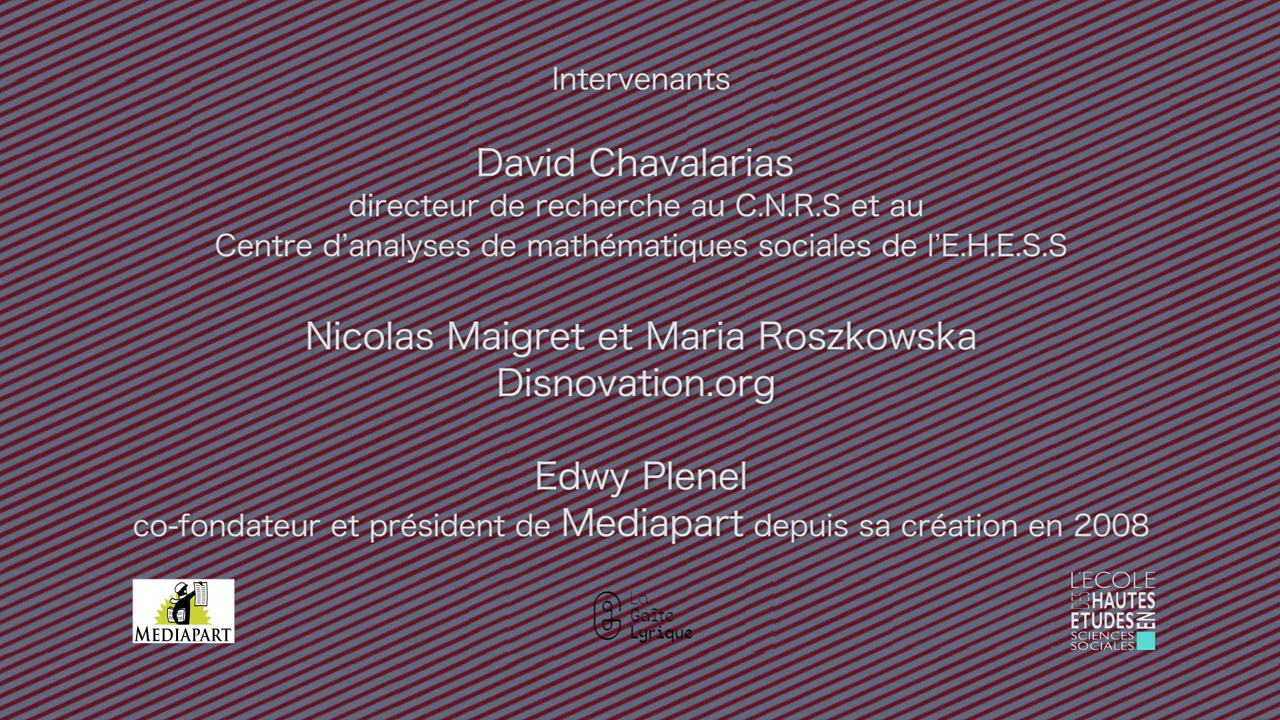 Intervenants
David Chavalarias
directeur de recherche au C.N.R.S et au
Centre d'analyses de mathématiques sociales de l'E.H.E.S.S
Nicolas Maigret et Maria Roszkowska
Disnovation.org
Edwy Plenel
co-fondateur et président de Mediapart depuis sa création en 2008
MEDIAPART
La
Gaîté
Lyrique
L'ECOLE
DES HAUTES
ETUDES EN
SCIENCES
SOCIALES